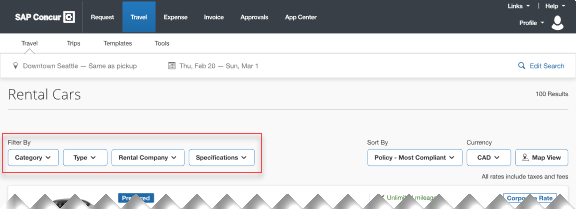 Links Help
SAP Concur C Request Travel Expense Invoice Approvals App Center
Profile
Travel Trips Templates Tools
Downtown Seattle — Same as pickup Thu, Feb 20 — Sun, Mar 1 Edit Search
Rental Cars 100 Results
Filter By Sort By Currency
Category Type Rental Company Specifications Policy - Most Compliant CAD Map View
All rates include taxes and fees
Preferred Unlimited mileage Corporate Rate